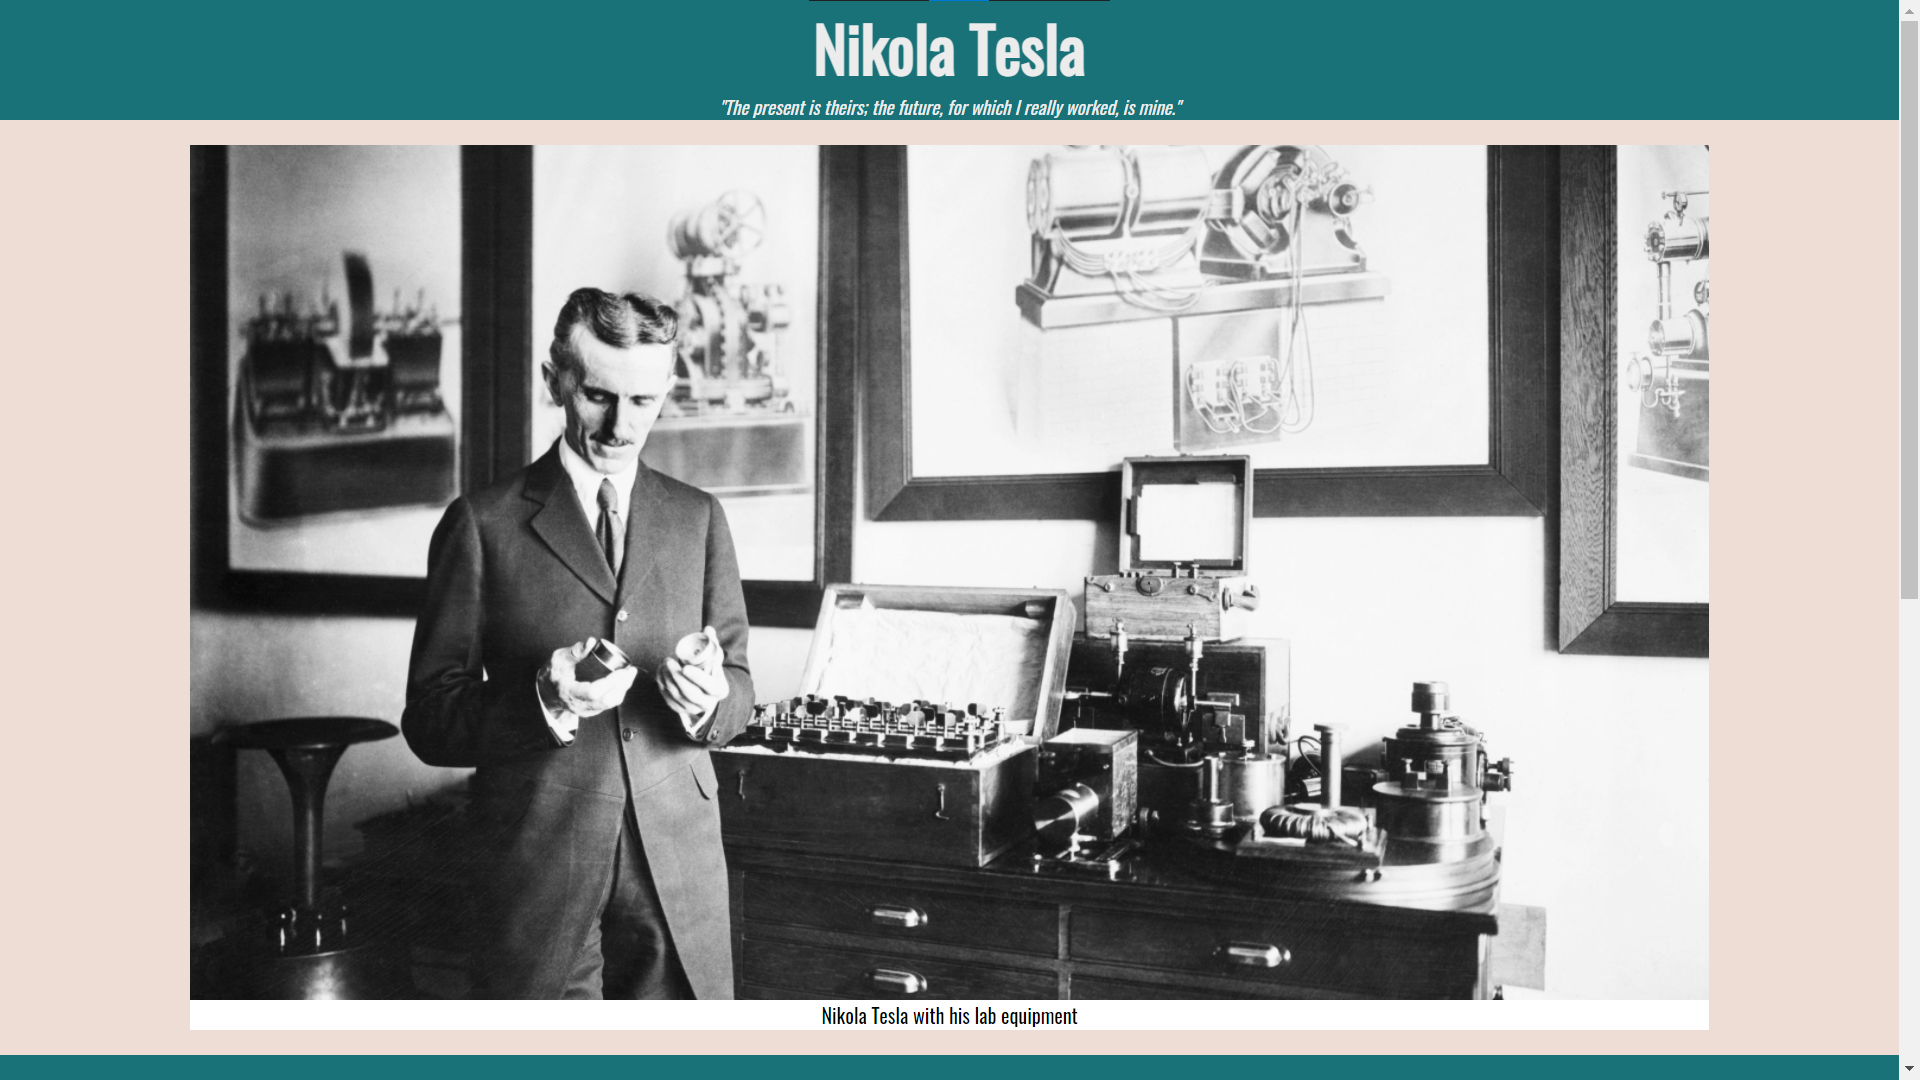 Nikola Tesla
"The present is theirs; the future, for which I really worked, is mine."
Nikola Tesla with his lab equipment